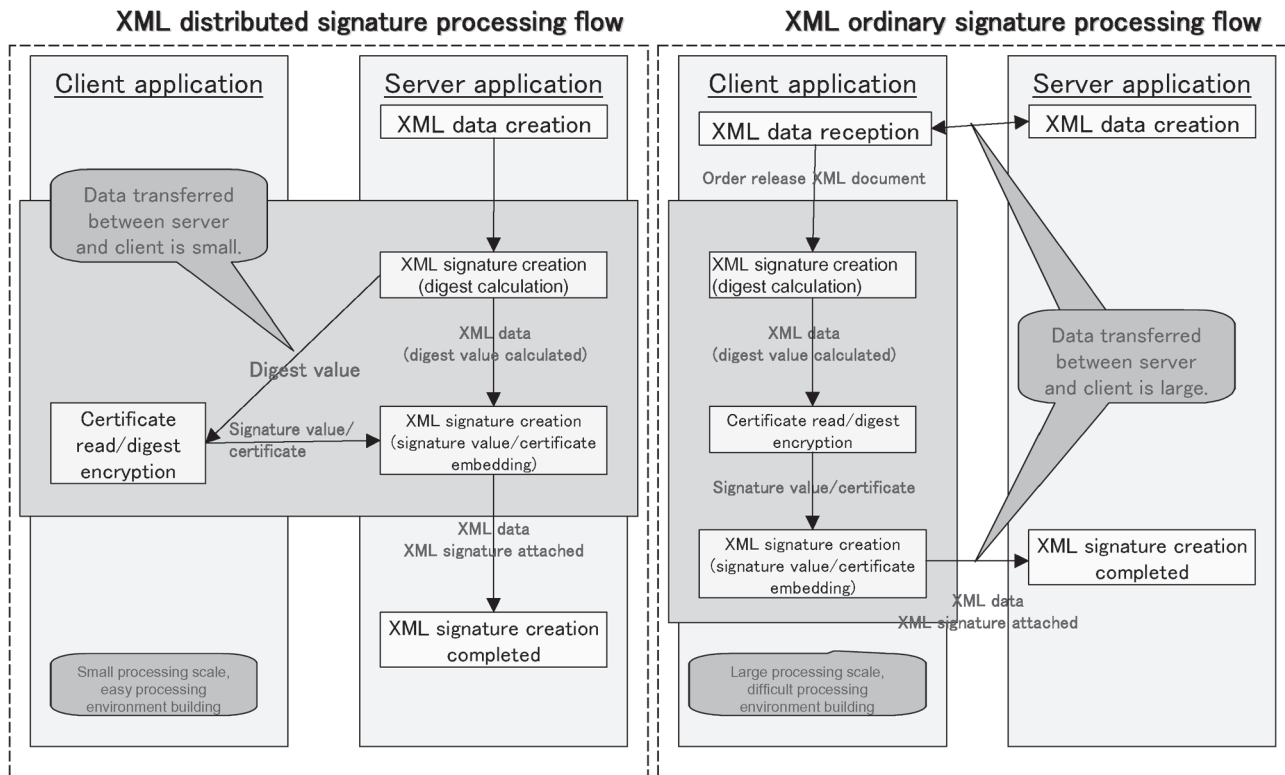 XML distributed signature processing flow
Client application
Server application
XML data creation
Data transferred
between server
and client is small.
XML signature creation
(digest calculation)
XML data
(digest value calculated)
Digest value
Certificate
read/digest
encryption
Signature value/
certificate
XML signature creation
(signature value/certificate
embedding)
XML data
XML signature attached
XML signature creation
completed
Small processing scale,
easy processing
environment building
XML ordinary signature processing flow
Client application
Server application
XML data reception
XML data creation
Order release XML document
XML signature creation
(digest calculation)
XML data
(digest value calculated)
Data transferred
between server
and client is large.
Certificate read/digest
encryption
Signature value/certificate
XML signature creation
(signature value/certificate
embedding)
XML signature creation
completed
XML data
XML signature attached
Large processing scale,
difficult processing
environment building